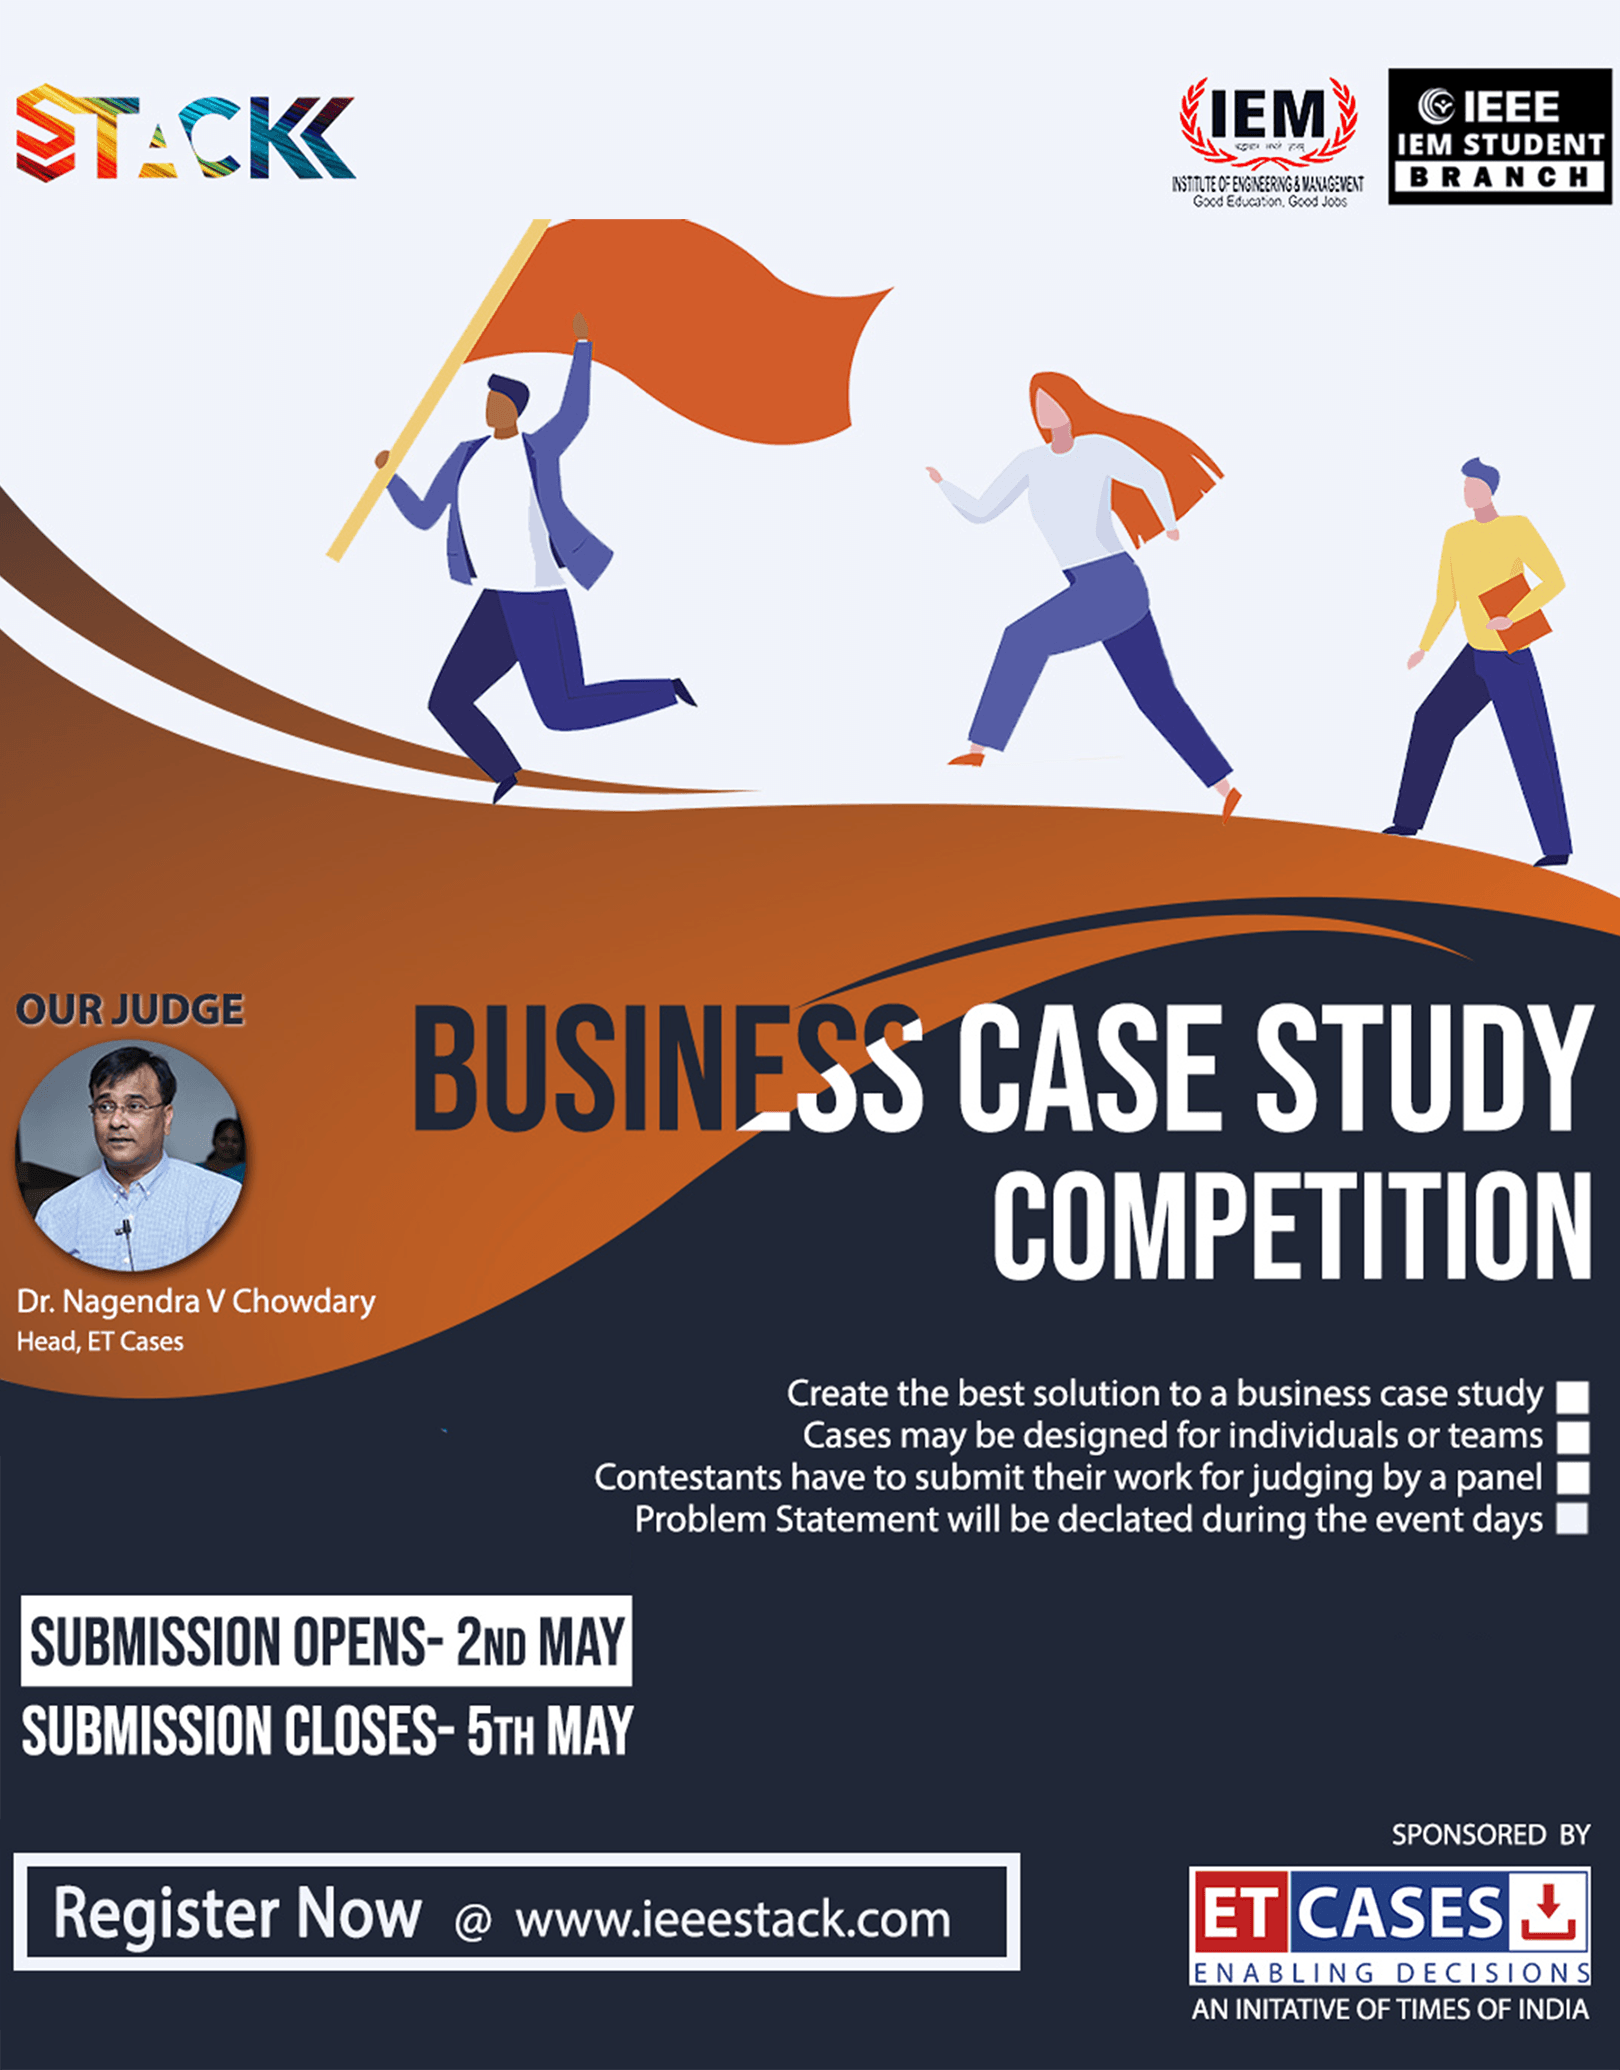 STACK
IEM
INSTITUTE OF ENGINEERING & MANAGEMENT
Good Education, Good Jobs
IEEE
IEM STUDENT
BRANCH
OUR JUDGE
Dr. Nagendra V Chowdary
Head, ET Cases
BUSINESS CASE STUDY
COMPETITION
Create the best solution to a business case study
Cases may be designed for individuals or teams
Contestants have to submit their work for judging by a panel
Problem Statement will be declated during the event days
SUBMISSION OPENS- 2ND MAY
SUBMISSION CLOSES- 5TH MAY
Register Now @ www.ieeestack.com
SPONSORED BY
ET CASES
ENABLING DECISIONS
AN INITATIVE OF TIMES OF INDIA